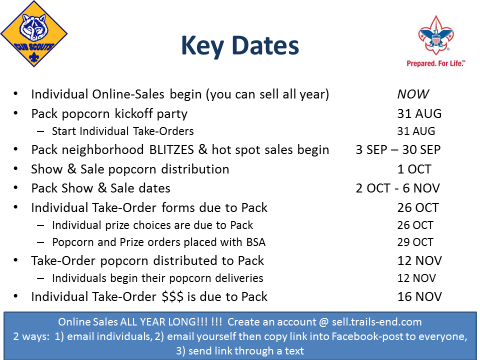 CUB SCOUTS
Key Dates
Prepared. For Life.™
• Individual Online-Sales begin (you can sell all year) NOW
• Pack popcorn kickoff party 31 AUG
– Start Individual Take-Orders 31 AUG
• Pack neighborhood BLITZES & hot spot sales begin 3 SEP – 30 SEP
• Show & Sale popcorn distribution 1 OCT
• Pack Show & Sale dates 2 OCT - 6 NOV
• Individual Take-Order forms due to Pack 26 OCT
– Individual prize choices are due to Pack 26 OCT
– Popcorn and Prize orders placed with BSA 29 OCT
• Take-Order popcorn distributed to Pack 12 NOV
– Individuals begin their popcorn deliveries 12 NOV
• Individual Take-Order $$$ is due to Pack 16 NOV
Online Sales ALL YEAR LONG!!! !!! Create an account @ sell.trails-end.com
2 ways: 1) email individuals, 2) email yourself then copy link into Facebook-post to everyone,
3) send link through a text